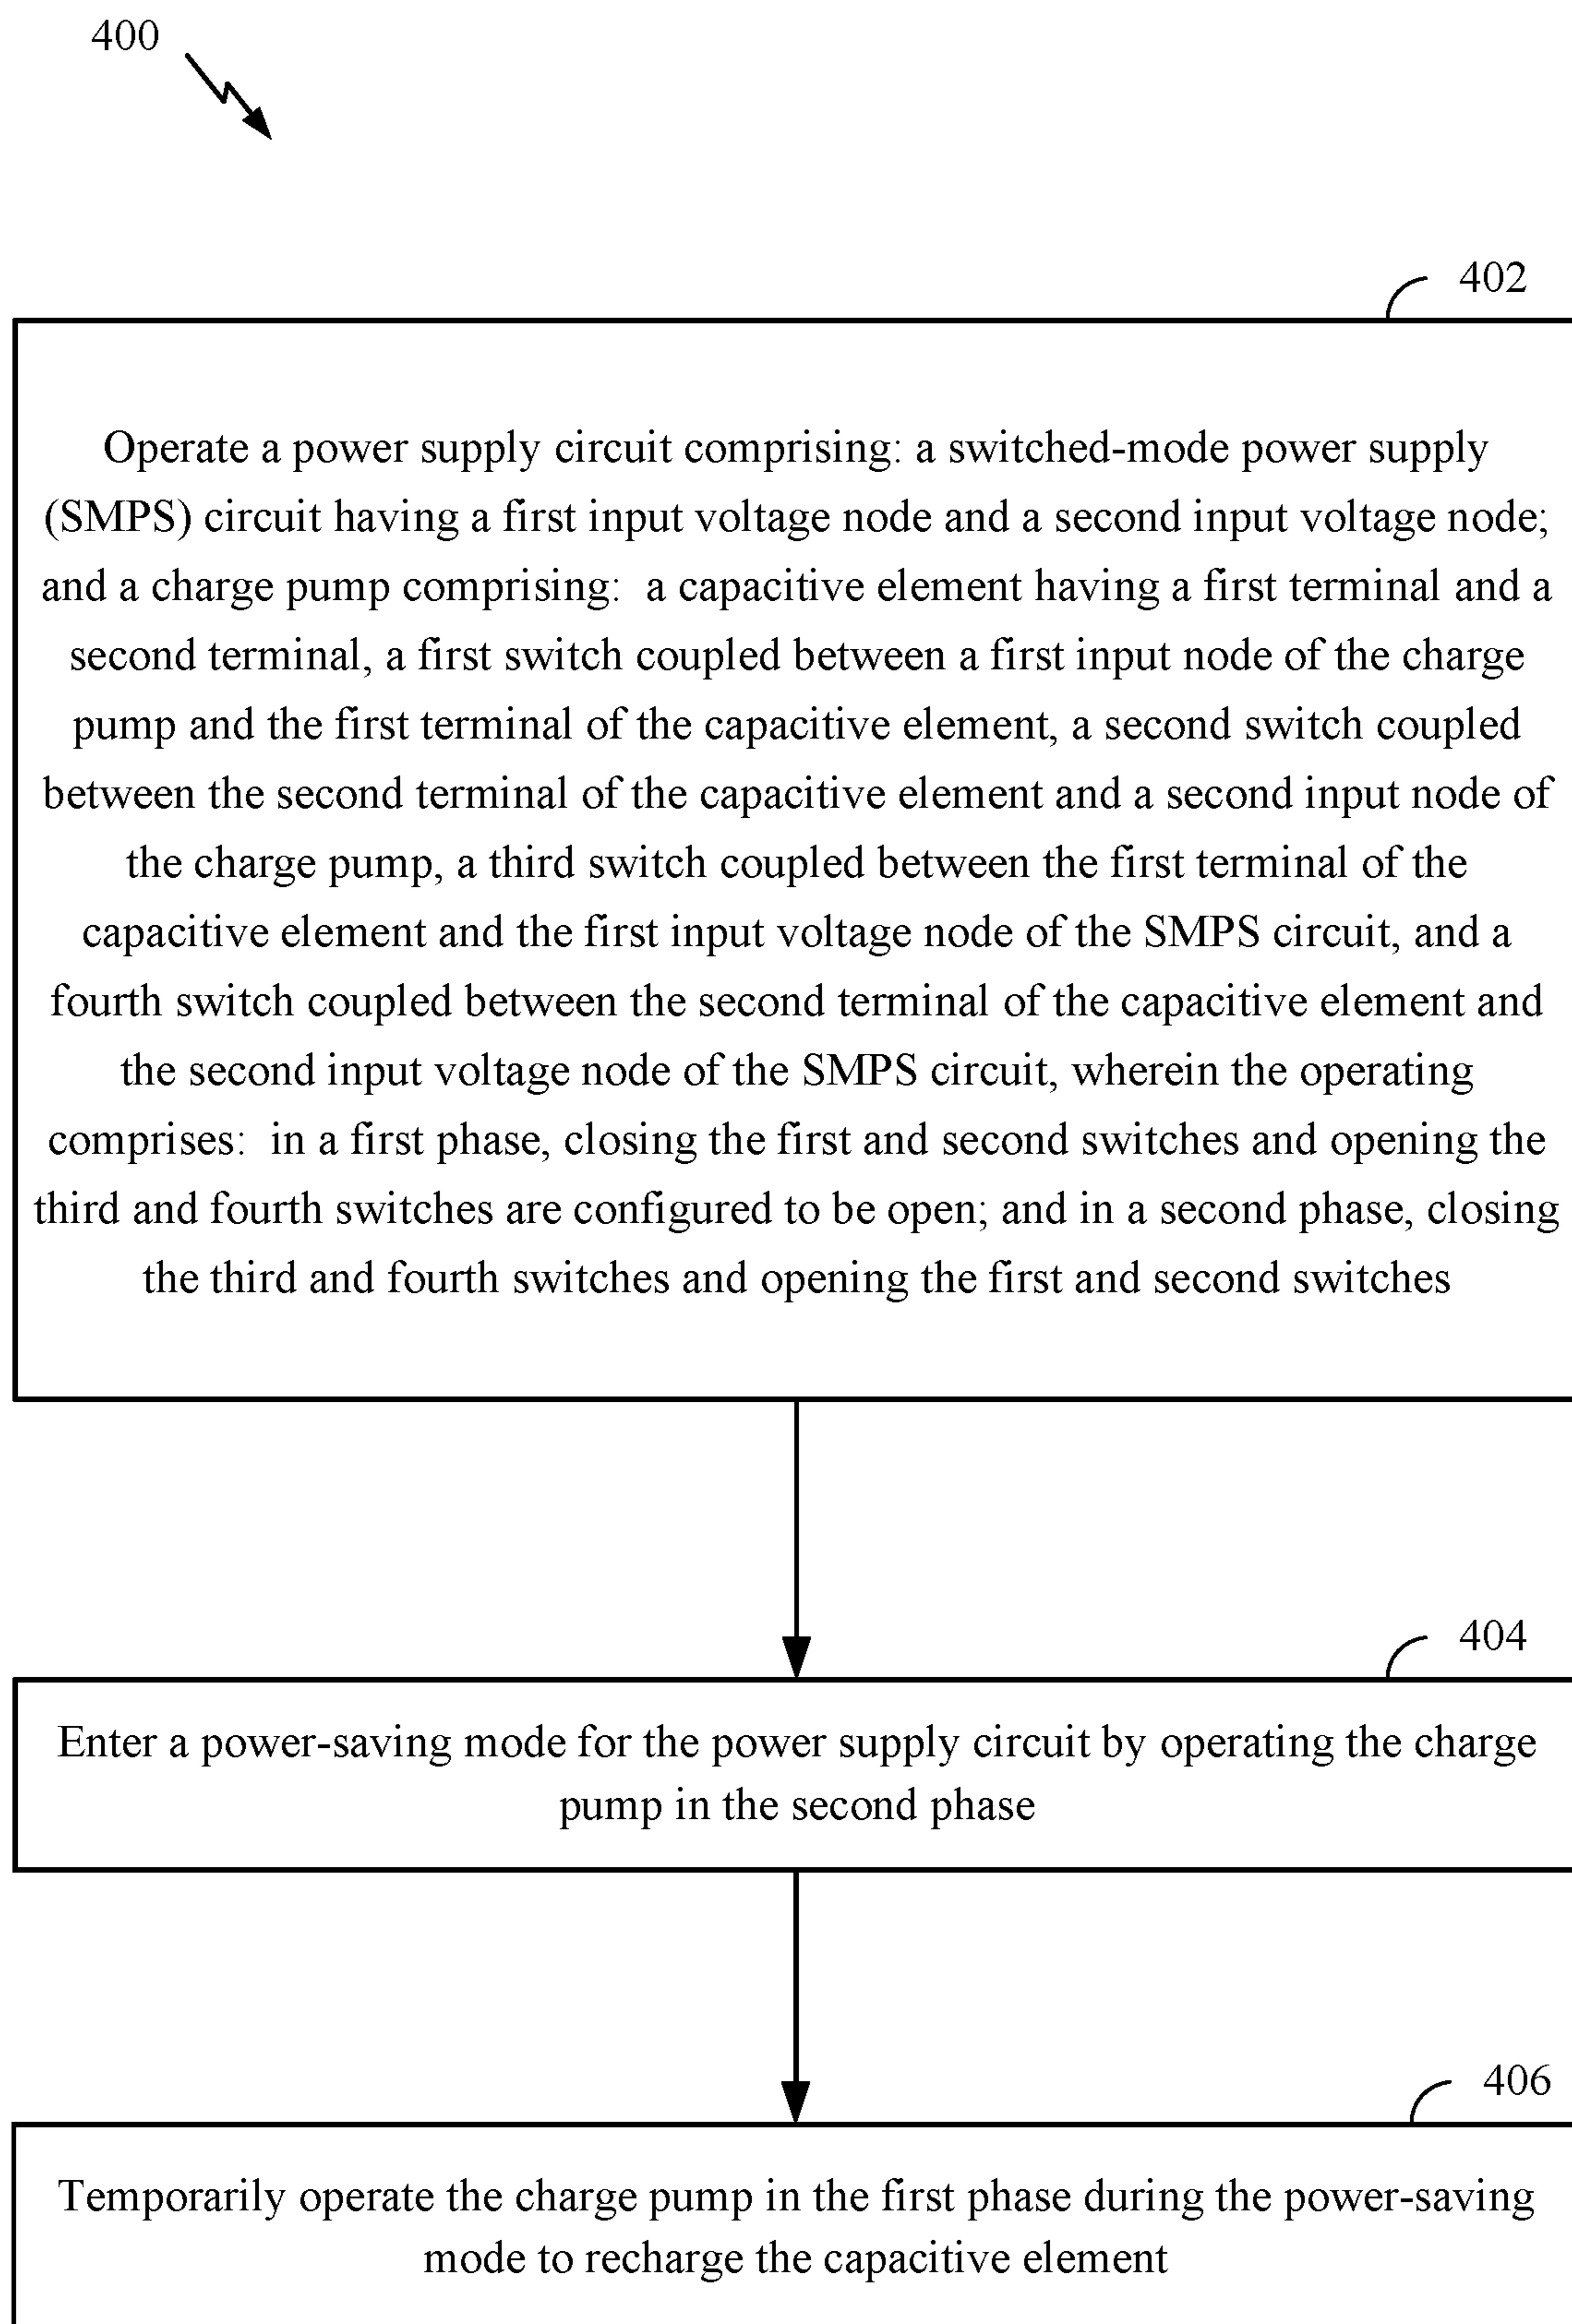 400
402
Operate a power supply circuit comprising: a switched-mode power supply
(SMPS) circuit having a first input voltage node and a second input voltage node;
and a charge pump comprising: a capacitive element having a first terminal and a
second terminal, a first switch coupled between a first input node of the charge
pump and the first terminal of the capacitive element, a second switch coupled
between the second terminal of the capacitive element and a second input node of
the charge pump, a third switch coupled between the first terminal of the
capacitive element and the first input voltage node of the SMPS circuit, and a
fourth switch coupled between the second terminal of the capacitive element and
the second input voltage node of the SMPS circuit, wherein the operating
comprises: in a first phase, closing the first and second switches and opening the
third and fourth switches are configured to be open; and in a second phase, closing
the third and fourth switches and opening the first and second switches
404
Enter a power-saving mode for the power supply circuit by operating the charge
pump in the second phase
406
Temporarily operate the charge pump in the first phase during the power-saving
mode to recharge the capacitive element